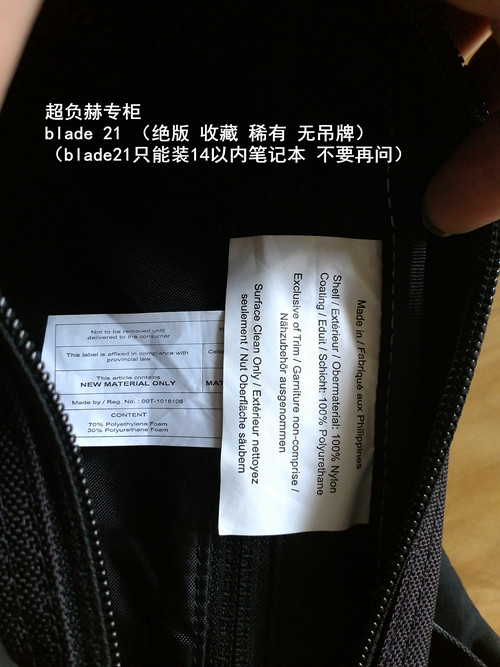 超负赫专柜
blade 21 （绝版 收藏 稀有 无吊牌）
（blade21只能装14以内笔记本 不要再问）
Made in / Fabriqué aux Philippines
Shell / Extérieur / Obermaterial: 100% Nylon
Coating / Eduit / Schicht: 100% Polyurethane
Exclusive of Trim / Garniture non-comprise /
Nähzubehör ausgenommen
Surface Clean Only / Extérieur nettoyez
seulement / Nut Oberfläche säubern
Not to be removed until
delivered to the consumer
This label is affixed in compliance with
provincial law
This article contains
NEW MATERIAL ONLY
Made by / Reg. No. : 09T-1018106
CONTENT
70% Polyethylene Foam
30% Polyurethane Foam